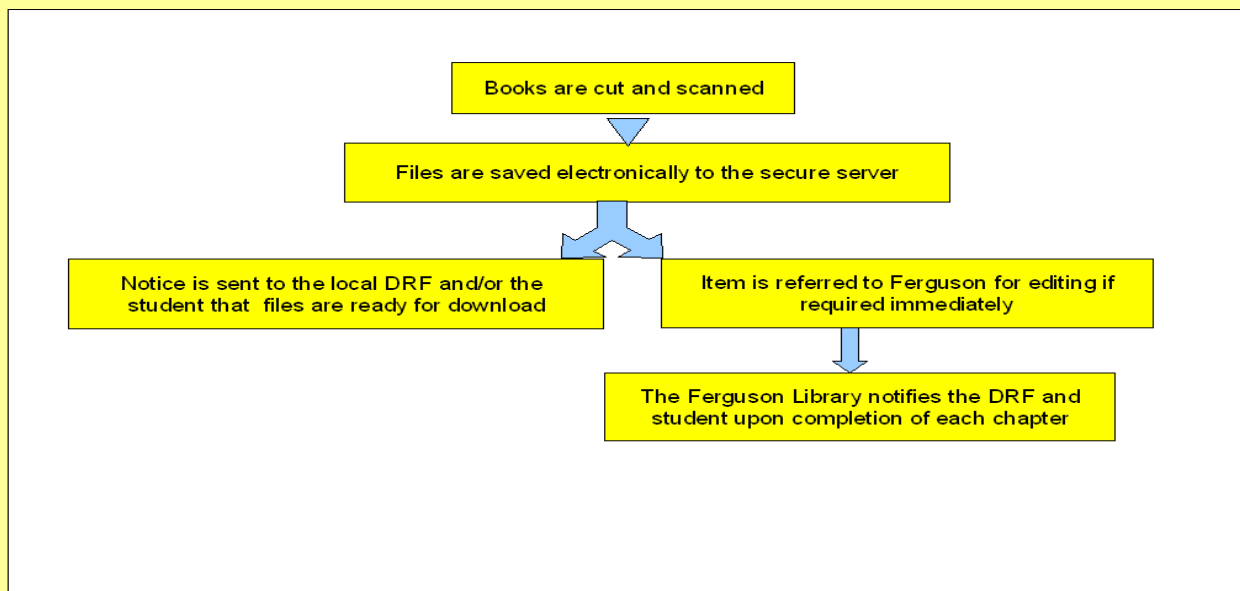 Books are cut and scanned
Files are saved electronically to the secure server
Notice is sent to the local DRF and/or the
student that  files are ready for download
Item is referred to Ferguson for editing if
required immediately
The Ferguson Library notifies the DRF and
student upon completion of each chapter